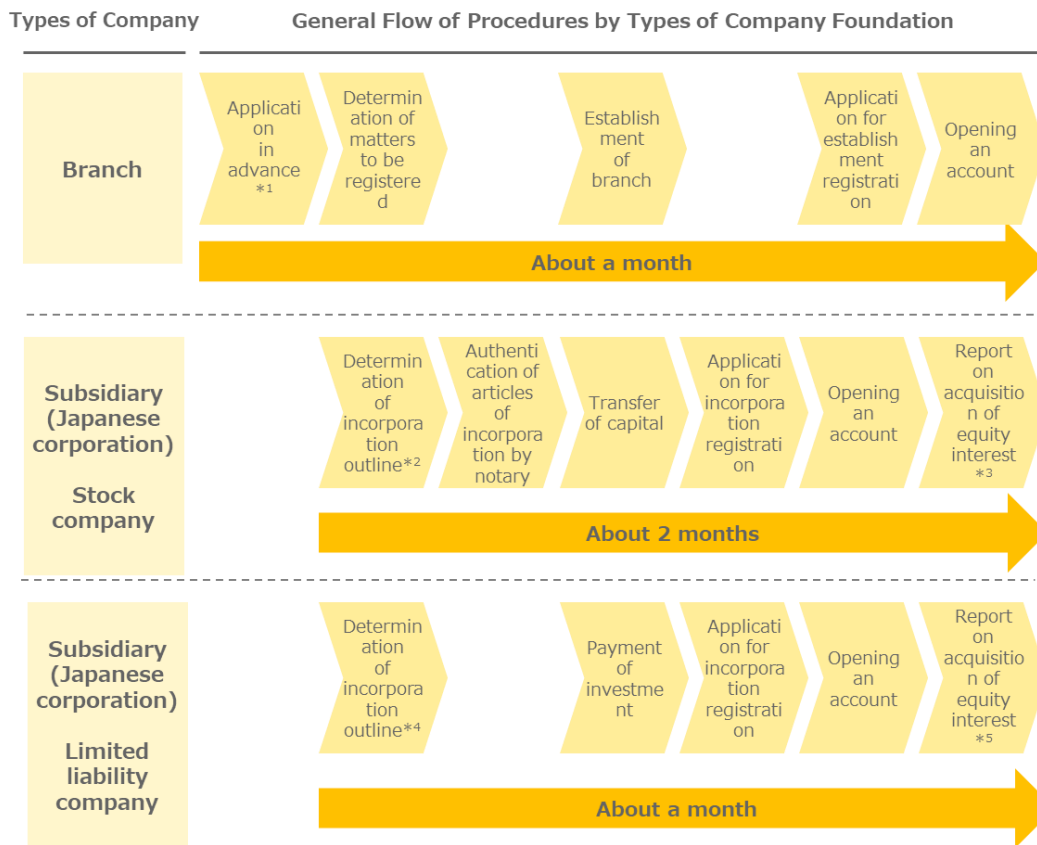 Types of Company
General Flow of Procedures by Types of Company Foundation
Branch
Applicati
on
in
advance
*1
Determin
ation of
matters
to be
registere
d
Establish
ment
of
branch
Applicati
on for
establish
ment
registrati
on
Opening
an
account
About a month
Subsidiary
(Japanese
corporation)
Stock
company
Determin
ation
of
incorpora
tion
outline*2
Authenti
cation of
articles
of
incorpora
tion by
notary
Transfer
of capital
Applicati
on for
incorpora
tion
registrati
on
Opening
an
account
Report
on
acquisitio
n of
equity
interest
*3
About 2 months
Subsidiary
(Japanese
corporation)
Limited
liability
company
Determin
ation
of
incorpora
tion
outline*4
Payment
of
investme
nt
Applicati
on for
incorpora
tion
registrati
on
Opening
an
account
Report
on
acquisitio
n of
equity
interest
*5
About a month